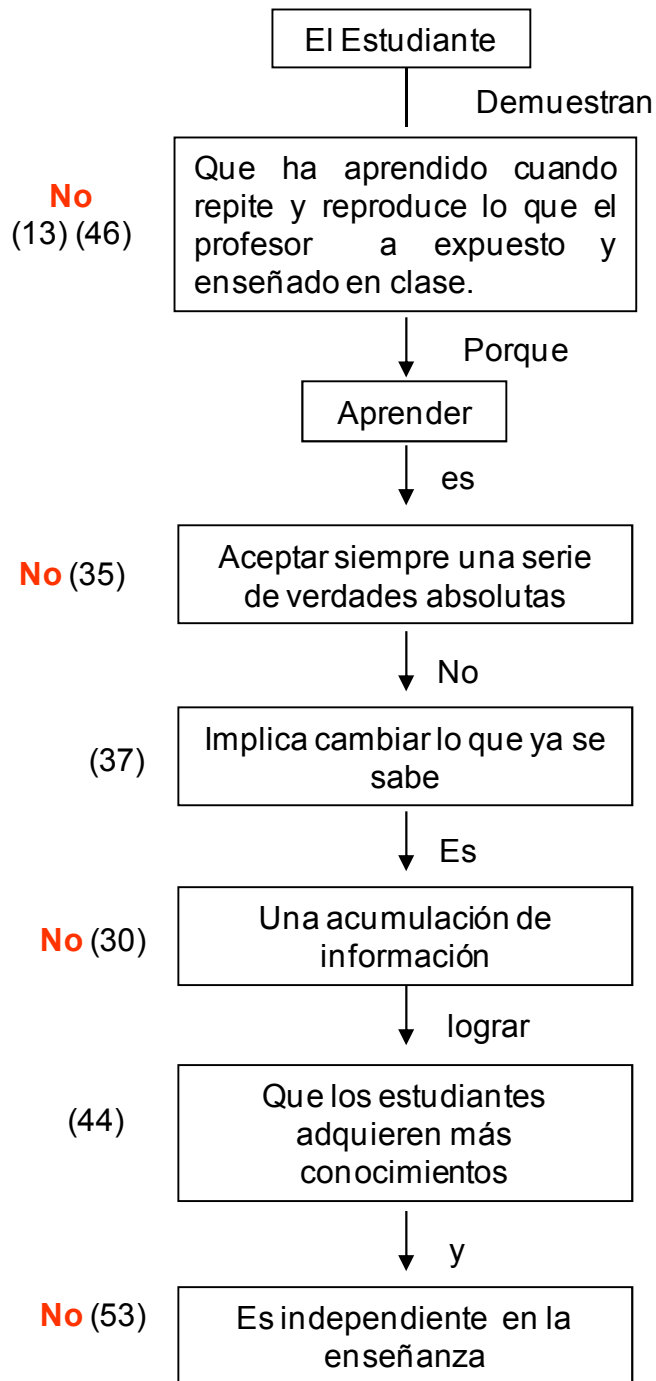 El Estudiante
Demuestran
No
(13) (46)
Que ha aprendido cuando
repite y reproduce lo que el
profesor a expuesto y
enseñado en clase.
Porque
Aprender
es
No (35)
Aceptar siempre una serie
de verdades absolutas
No
(37)
Implica cambiar lo que ya se
sabe
Es
No (30)
Una acumulación de
información
lograr
(44)
Que los estudiantes
adquieren más
conocimientos
y
No (53)
Es independiente en la
enseñanza